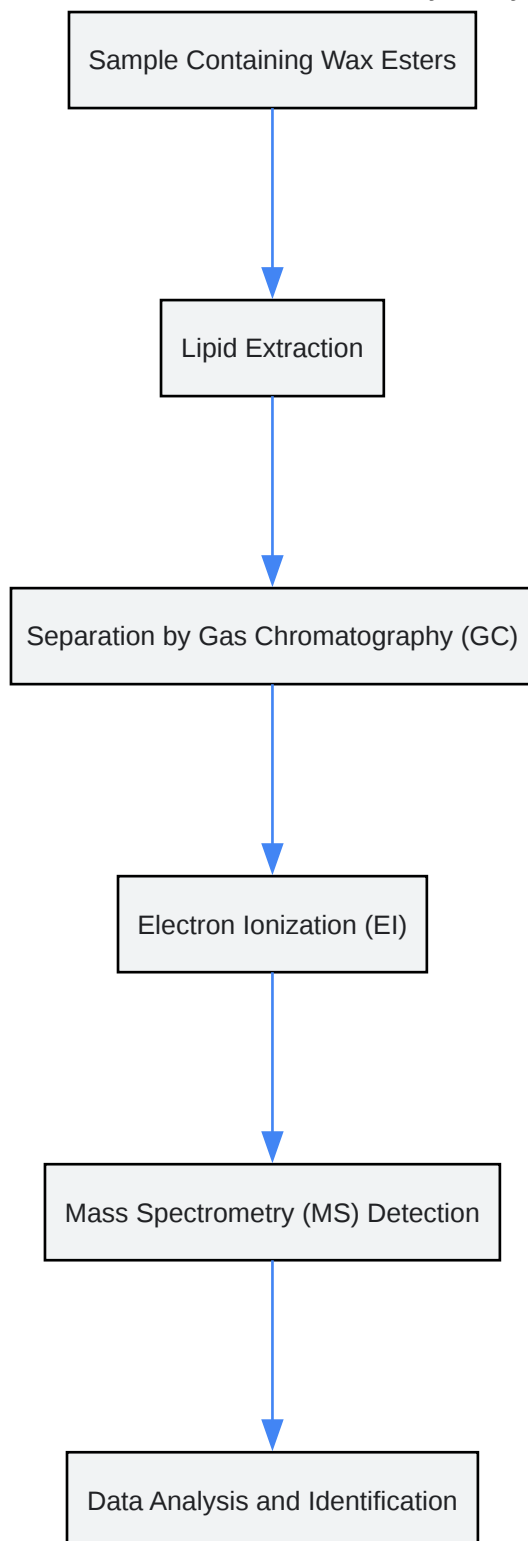 Sample Containing Wax Esters
Lipid Extraction
Separation by Gas Chromatography (GC)
Electron Ionization (EI)
Mass Spectrometry (MS) Detection
Data Analysis and Identification